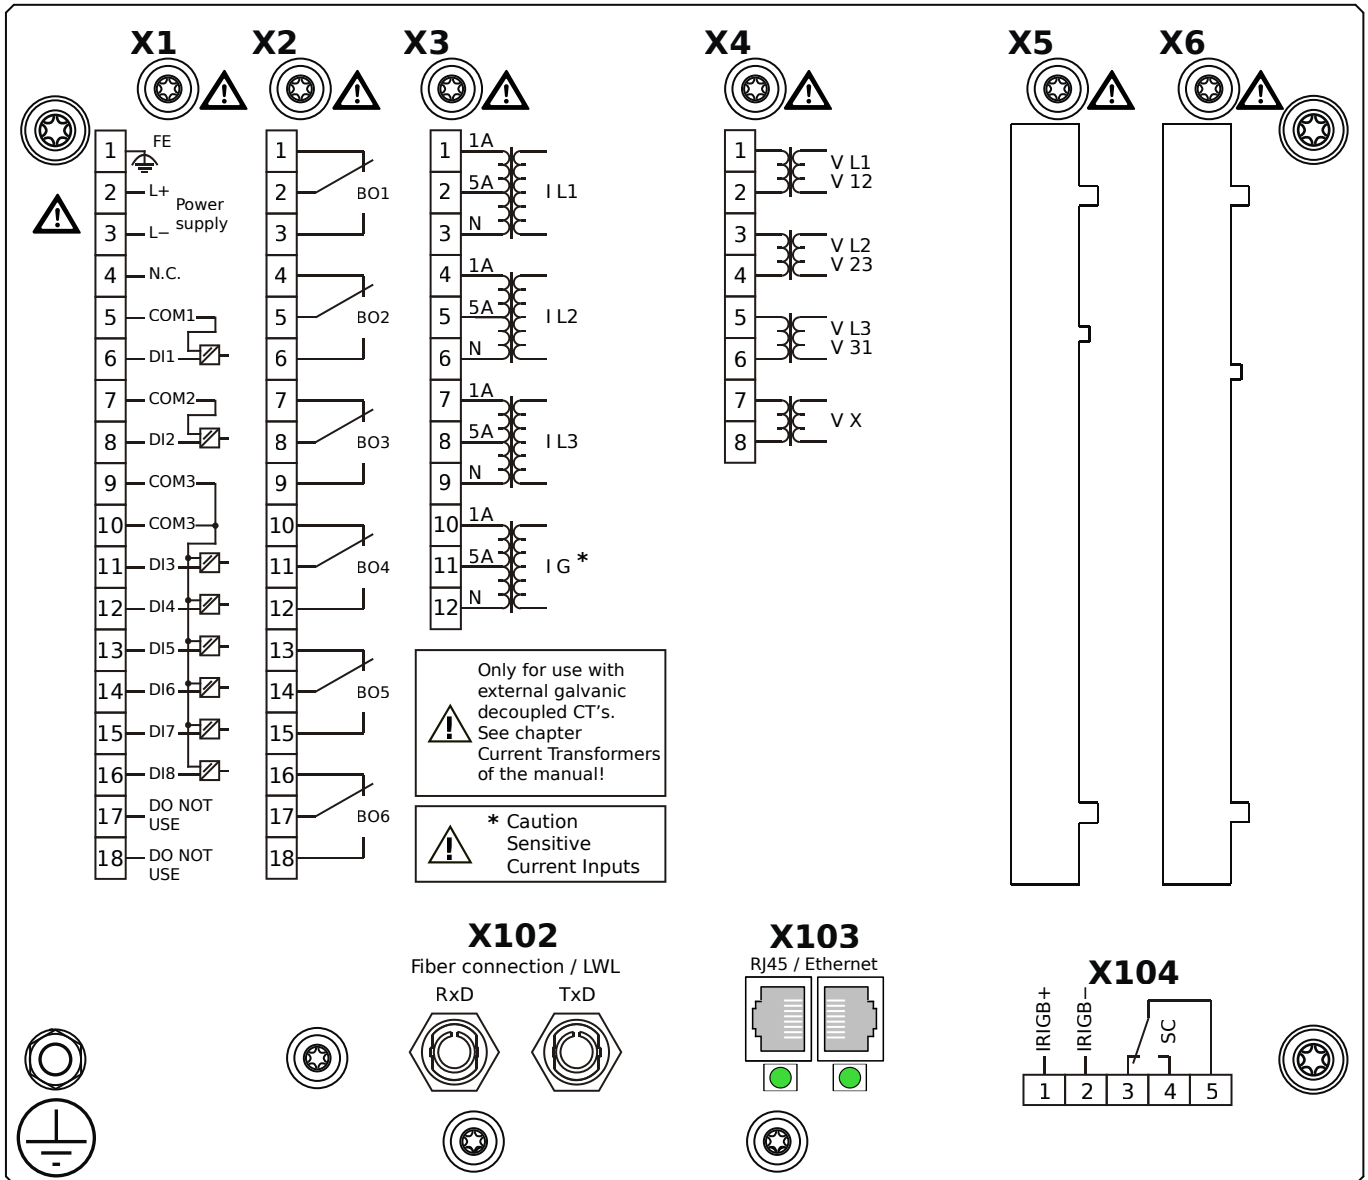 X1
X2
X3
X4
X5
X6
1
FE
2
L+
Power
supply
3
L−
4
N.C.
5
COM1
6
DI1
7
COM2
8
DI2
9
COM3
10
COM3
11
DI3
12
DI4
13
DI5
14
DI6
15
DI7
16
DI8
17
DO NOT
USE
18
DO NOT
USE
1
2
BO1
3
4
5
BO2
6
7
8
BO3
9
10
11
BO4
12
13
14
BO5
15
16
17
BO6
18
1
1A
2
5A
I L1
3
N
4
1A
5
5A
I L2
6
N
7
1A
8
5A
I L3
9
N
10
1A
11
5A
I G *
12
N
Only for use with
external galvanic
decoupled CT's.
See chapter
Current Transformers
of the manual!
* Caution
Sensitive
Current Inputs
1
V L1
2
V 12
3
V L2
4
V 23
5
V L3
6
V 31
7
V X
8
X102
Fiber connection / LWL
RxD
TxD
X103
RJ45 / Ethernet
X104
IRIGB+
IRIGB−
SC
1
2
3
4
5